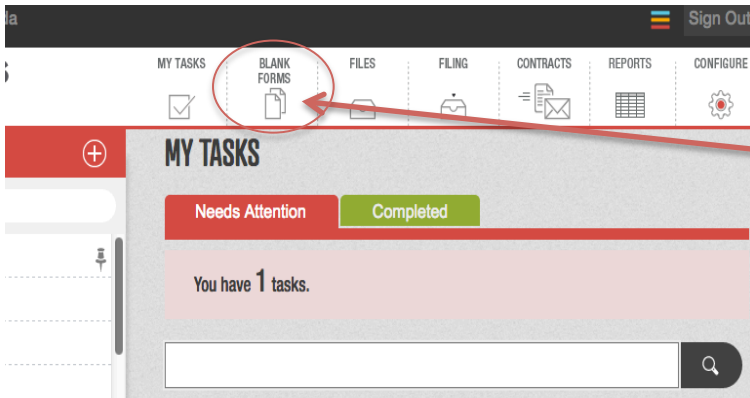 da
Sign Out
MY TASKS
BLANK
FORMS
FILES
FILING
CONTRACTS
REPORTS
CONFIGURE
MY TASKS
Needs Attention
Completed
You have 1 tasks.